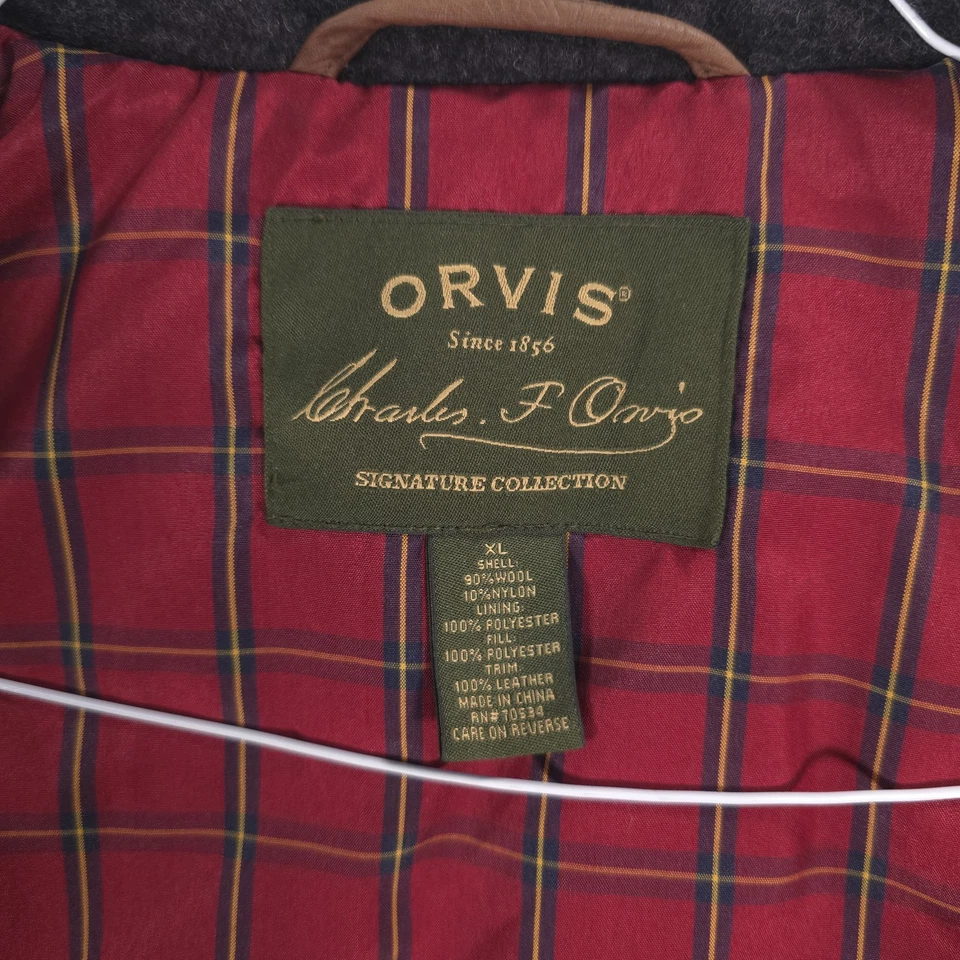 ORVIS®
Since 1856
Charles. F Orvis
SIGNATURE COLLECTION
XL
SHELL:
90%WOOL
10%NYLON
LINING:
100% POLYESTER
FILL:
100% POLYESTER
TRIM:
100% LEATHER
MADE IN CHINA
RN#70534
CARE ON REVERSE